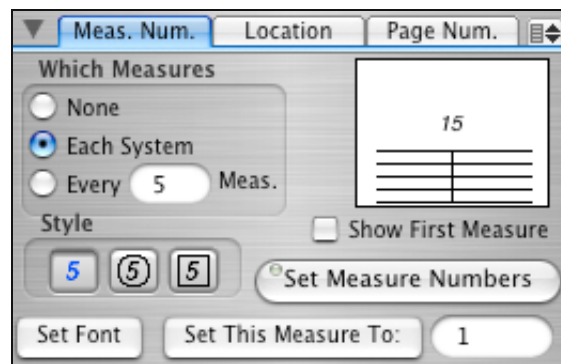 Meas. Num. Location Page Num.
Which Measures
None
Each System
Every 5 Meas.
15
Show First Measure
Style
5 5 5
Set Measure Numbers
Set Font Set This Measure To: 1